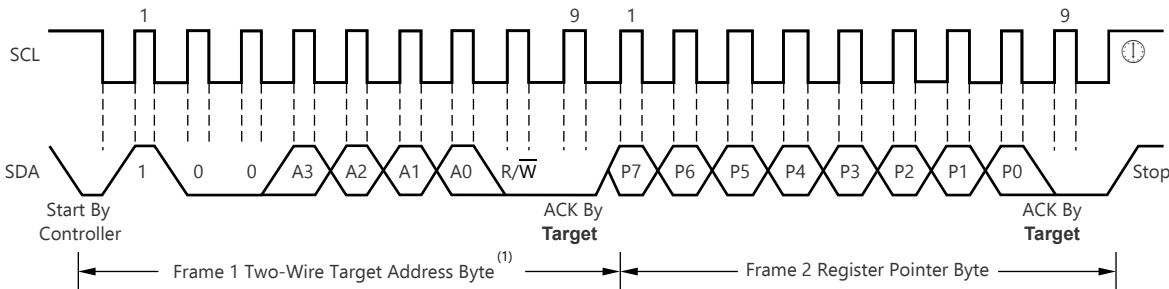 1 9 1 9
SCL
SDA 1 0 0 A3 A2 A1 A0 R/W̅ P7 P6 P5 P4 P3 P2 P1 P0 Stop
Start By ACK By ACK By
Controller Target Target
Frame 1 Two-Wire Target Address Byte(1) Frame 2 Register Pointer Byte